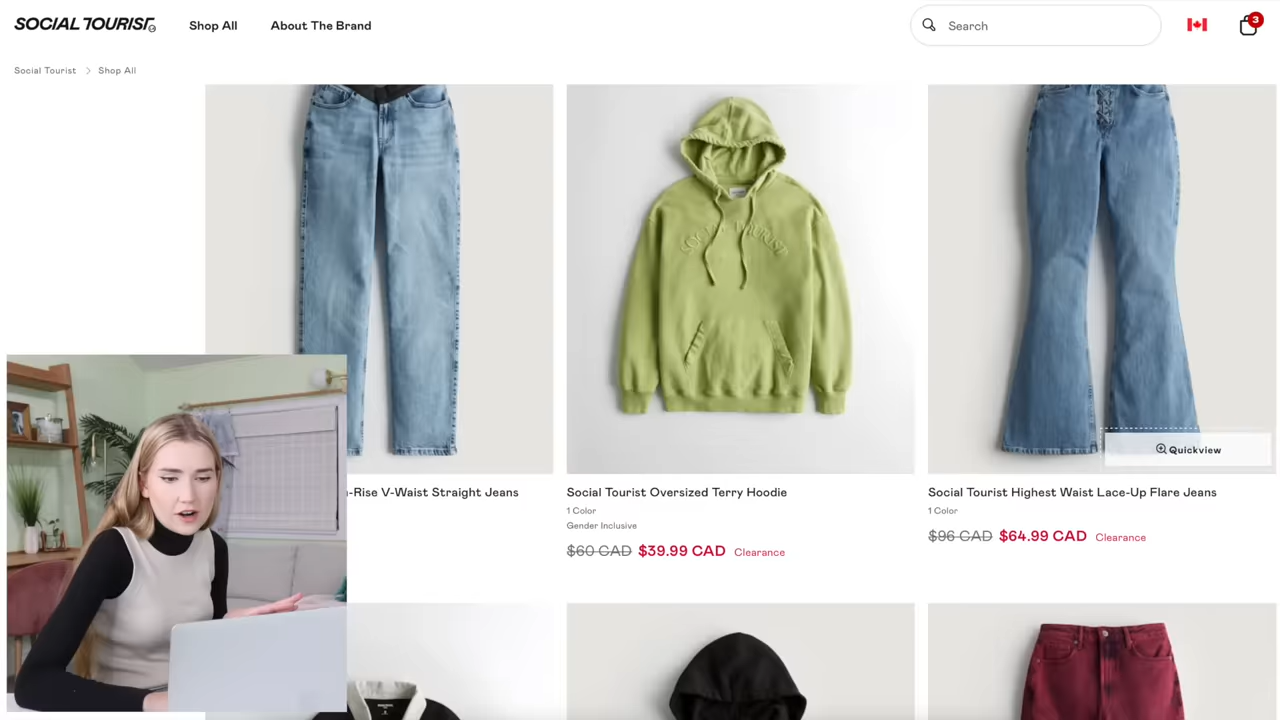 SOCIAL TOURIST
Shop All
About The Brand
Search
3
Social Tourist > Shop All
Quickview
-Rise V-Waist Straight Jeans
Social Tourist Oversized Terry Hoodie
1 Color
Gender Inclusive
$60 CAD $39.99 CAD Clearance
Social Tourist Highest Waist Lace-Up Flare Jeans
1 Color
$96 CAD $64.99 CAD Clearance